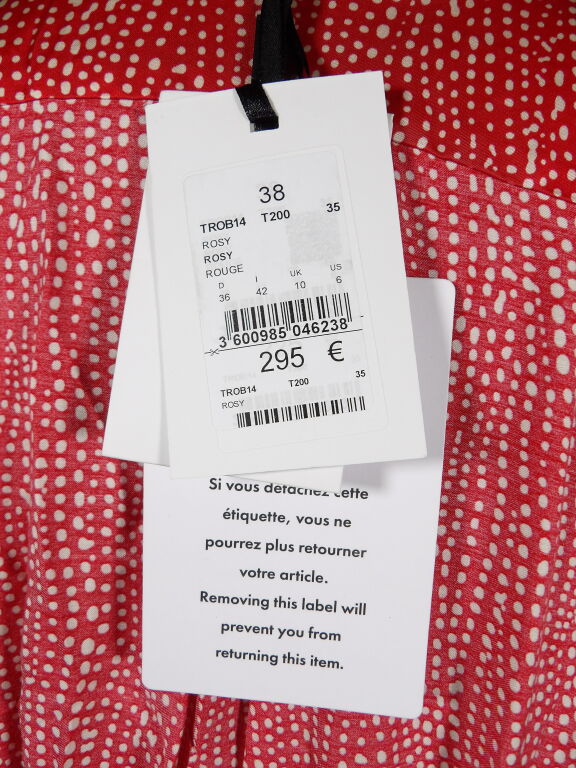 38
TROB14 T200 35
ROSY
ROSY
ROUGE
D I UK US
36 42 10 6
3 600985 046238
295 €
TROB14 T200 35
ROSY
Si vous détachez cette
étiquette, vous ne
pourrez plus retourner
votre article.
Removing this label will
prevent you from
returning this item.